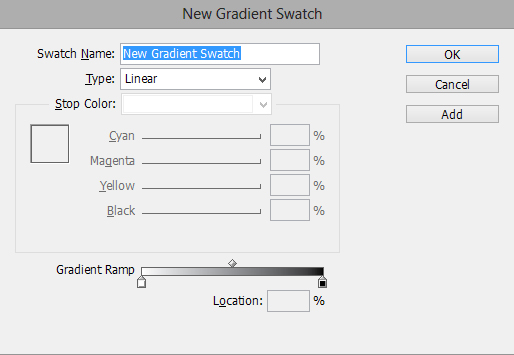 New Gradient Swatch
Swatch Name: New Gradient Swatch
OK
Type: Linear
Cancel
Stop Color:
Add
Cyan %
Magenta %
Yellow %
Black %
Gradient Ramp
Location: %